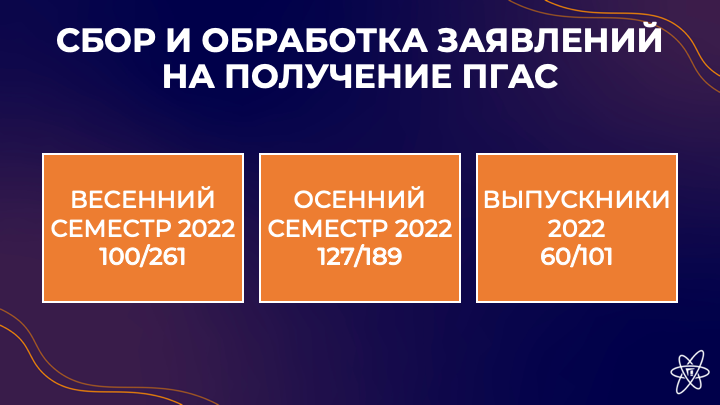 СБОР И ОБРАБОТКА ЗАЯВЛЕНИЙ
НА ПОЛУЧЕНИЕ ПГАС
ВЕСЕННИЙ
СЕМЕСТР 2022
100/261
ОСЕННИЙ
СЕМЕСТР 2022
127/189
ВЫПУСКНИКИ
2022
60/101